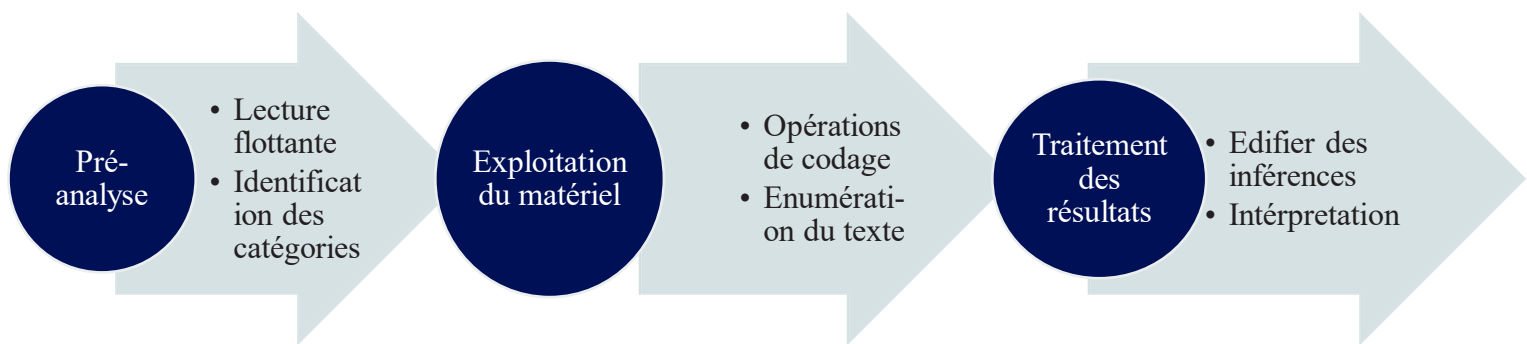 Pré-
analyse
• Lecture
flottante
• Identificat
ion des
catégories
Exploitation
du matériel
• Opérations
de codage
• Enumérati-
on du texte
Traitement
des
résultats
• Edifier des
inférences
• Intérpretation